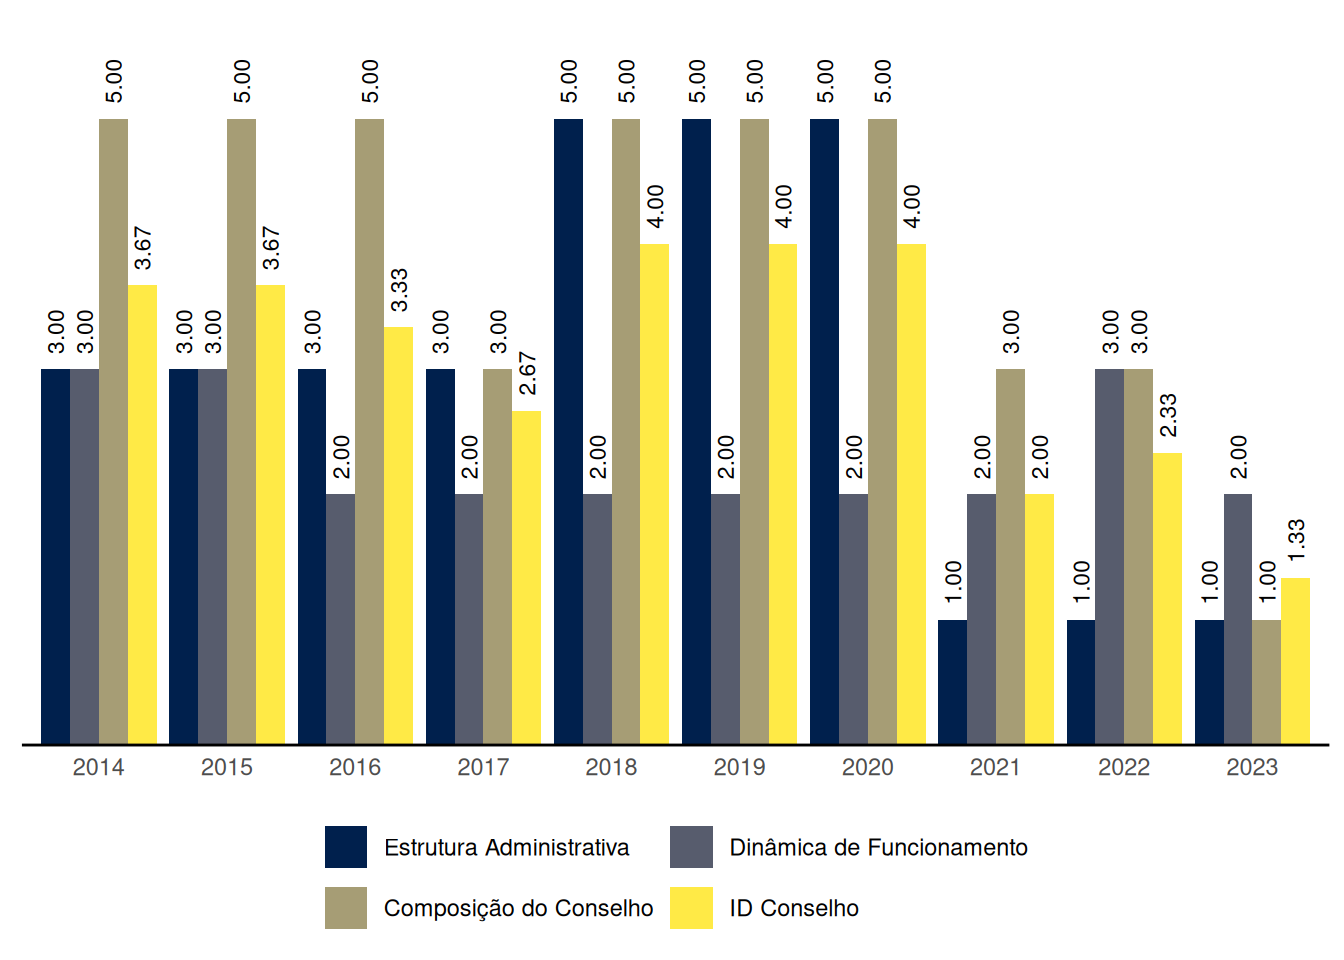 5.00 5.00 5.00 5.00 5.00 5.00 5.00 5.00 5.00
4.00 4.00 4.00
3.67 3.67
3.33
3.00 3.00 3.00 3.00 3.00 3.00 3.00 3.00 3.00 3.00
2.67
2.33
2.00 2.00 2.00 2.00 2.00 2.00 2.00 2.00
1.33
1.00 1.00 1.00 1.00
2014 2015 2016 2017 2018 2019 2020 2021 2022 2023
Estrutura Administrativa Dinâmica de Funcionamento
Composição do Conselho ID Conselho